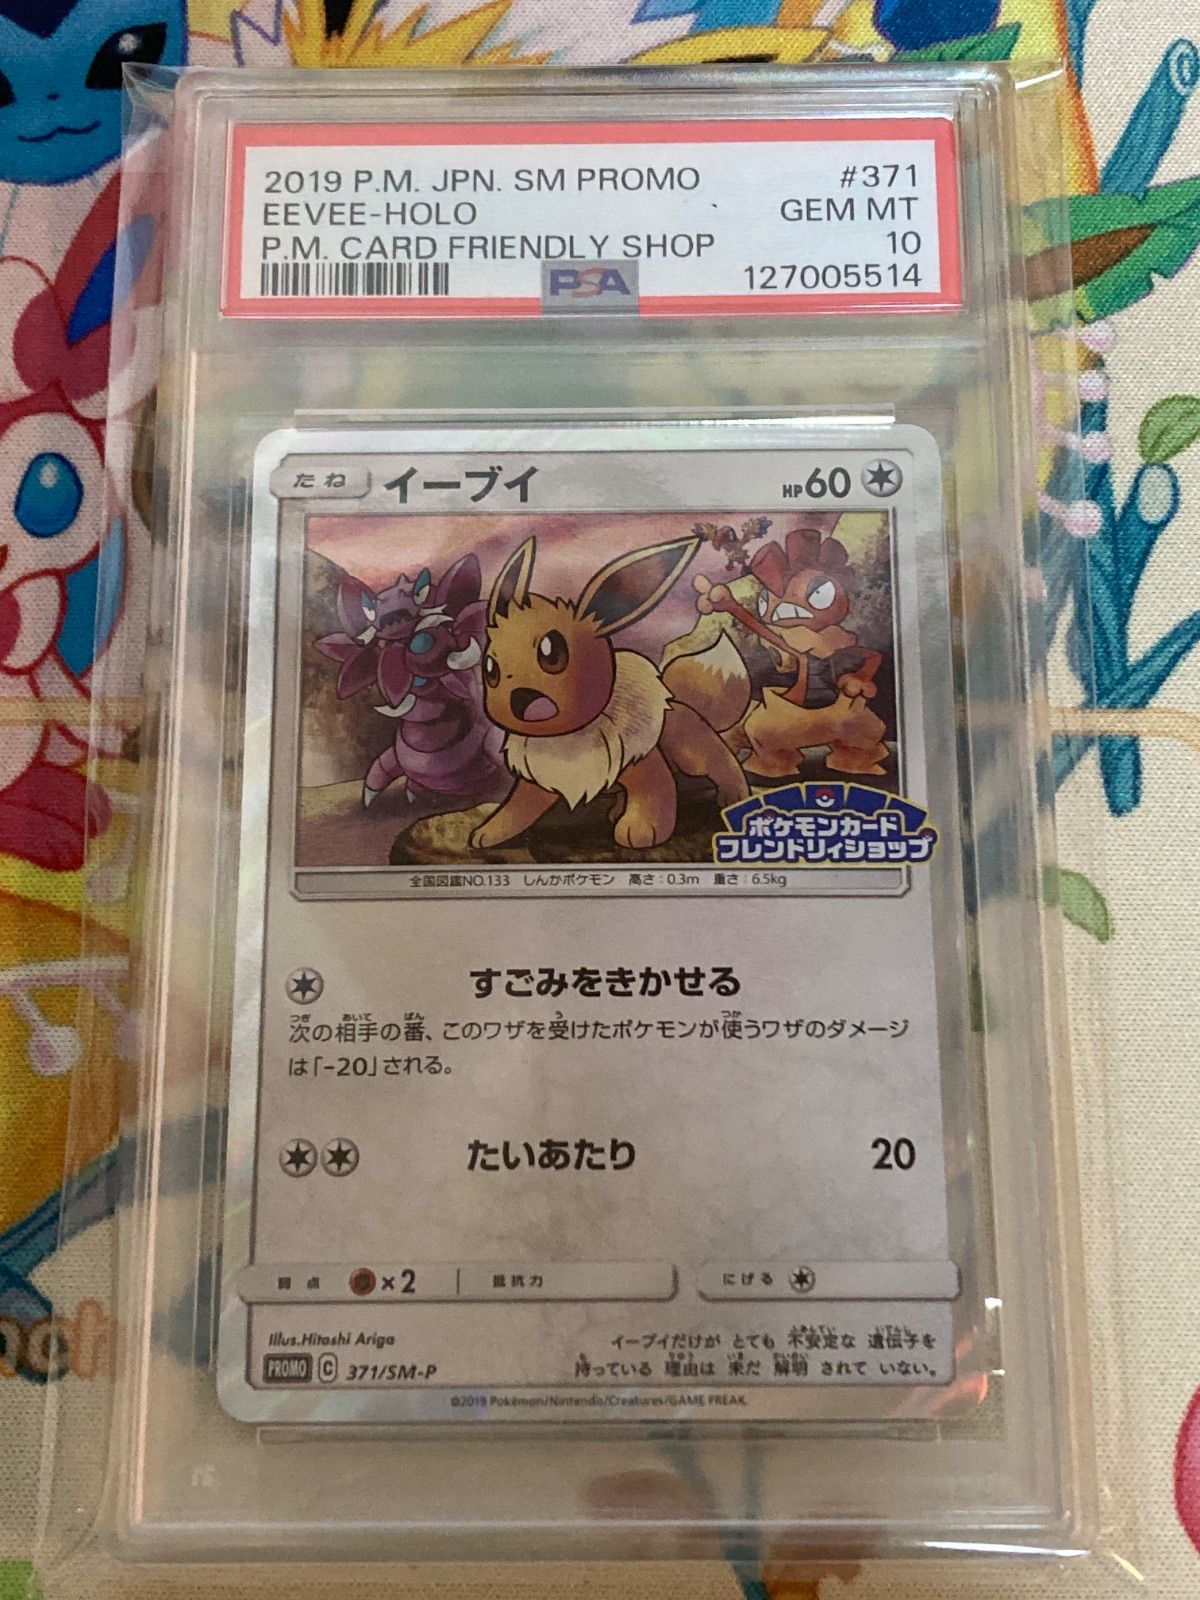 2019 P.M. JPN. SM PROMO #371
EEVEE-HOLO GEM MT
P.M. CARD FRIENDLY SHOP 10
PSA 127005514
たね イーブイ HP60
ポケモンカード
フレンドリィショップ
全国図鑑NO.133 しんかポケモン 高さ:0.3m 重さ:6.5kg
すごみをきかせる
次の相手の番、このワザを受けたポケモンが使うワザのダメージ
は「-20」される。
たいあたり 20
弱点 ×2 抵抗力 にげる
Illus.Hitoshi Ariga
イーブイだけが とても 不安定な 遺伝子を
PROMO C 371/SM-P 持っている 理由は 未だ 解明 されて いない。
©2019 Pokémon/Nintendo/Creatures/GAME FREAK